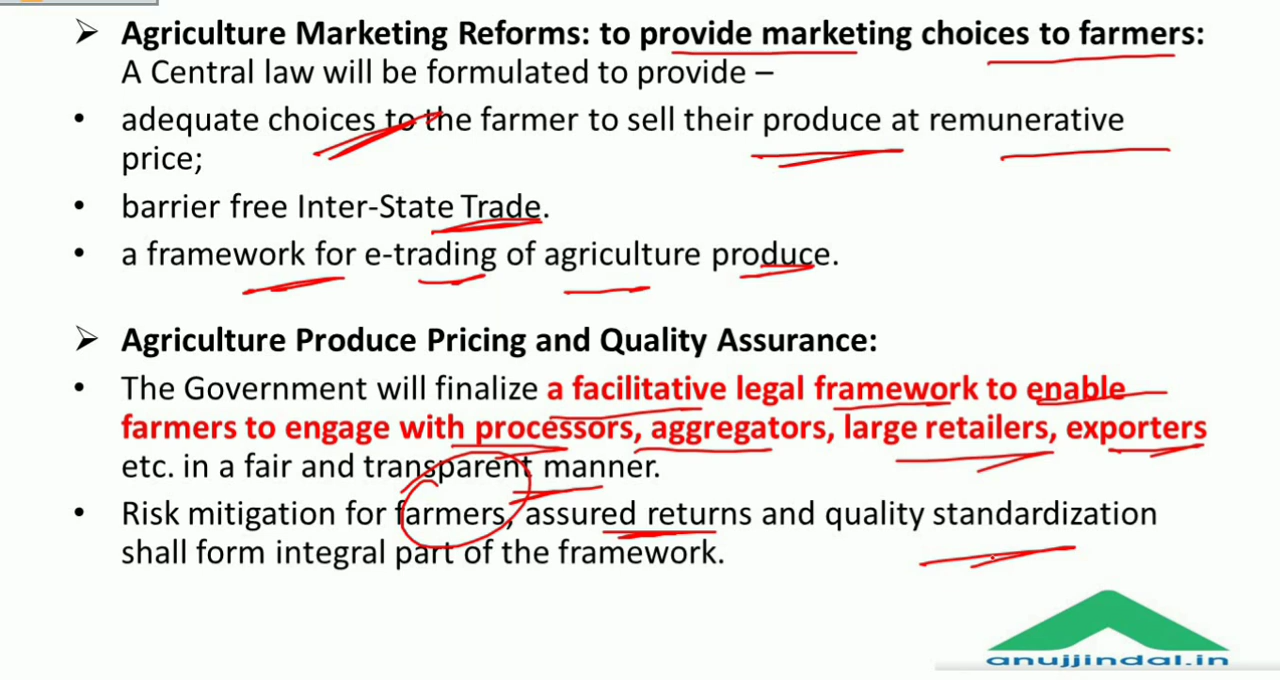 ➤ Agriculture Marketing Reforms: to provide marketing choices to farmers:
A Central law will be formulated to provide –
• adequate choices to the farmer to sell their produce at remunerative
price;
• barrier free Inter-State Trade.
• a framework for e-trading of agriculture produce.
➤ Agriculture Produce Pricing and Quality Assurance:
• The Government will finalize a facilitative legal framework to enable
farmers to engage with processors, aggregators, large retailers, exporters
etc. in a fair and transparent manner.
• Risk mitigation for farmers, assured returns and quality standardization
shall form integral part of the framework.
anujjindal.in